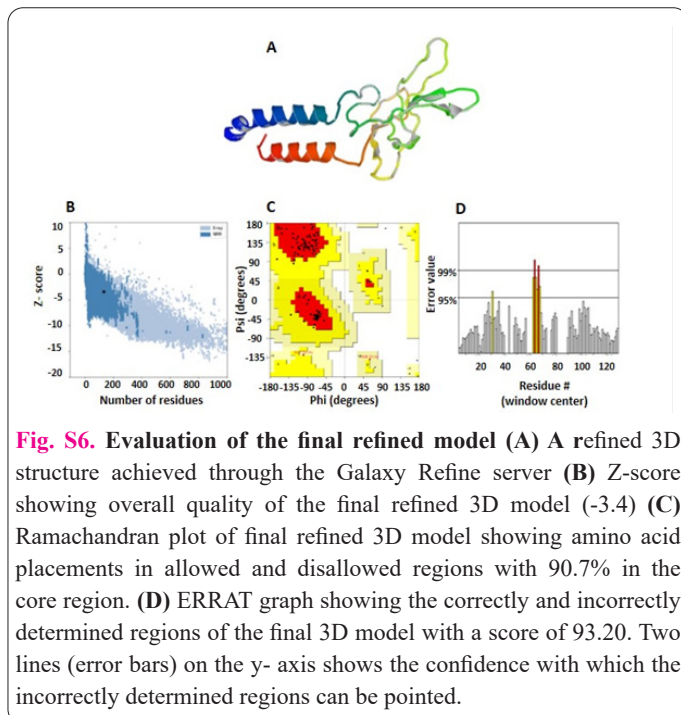 A
B
C
D
10
5
0
-5
-10
-15
-20
Z- score
0 200 400 600 800 1000
Number of residues
180
135
90
45
0
-45
-90
-135
Psi (degrees)
-180 -135 -90 -45 0 45 90 135 180
Phi (degrees)
99%
95%
Error value
20 40 60 80 100 120
Residue #
(window center)
Fig. S6. Evaluation of the final refined model (A) A refined 3D
structure achieved through the Galaxy Refine server (B) Z-score
showing overall quality of the final refined 3D model (-3.4) (C)
Ramachandran plot of final refined 3D model showing amino acid
placements in allowed and disallowed regions with 90.7% in the
core region. (D) ERRAT graph showing the correctly and incorrectly
determined regions of the final 3D model with a score of 93.20. Two
lines (error bars) on the y- axis shows the confidence with which the
incorrectly determined regions can be pointed.